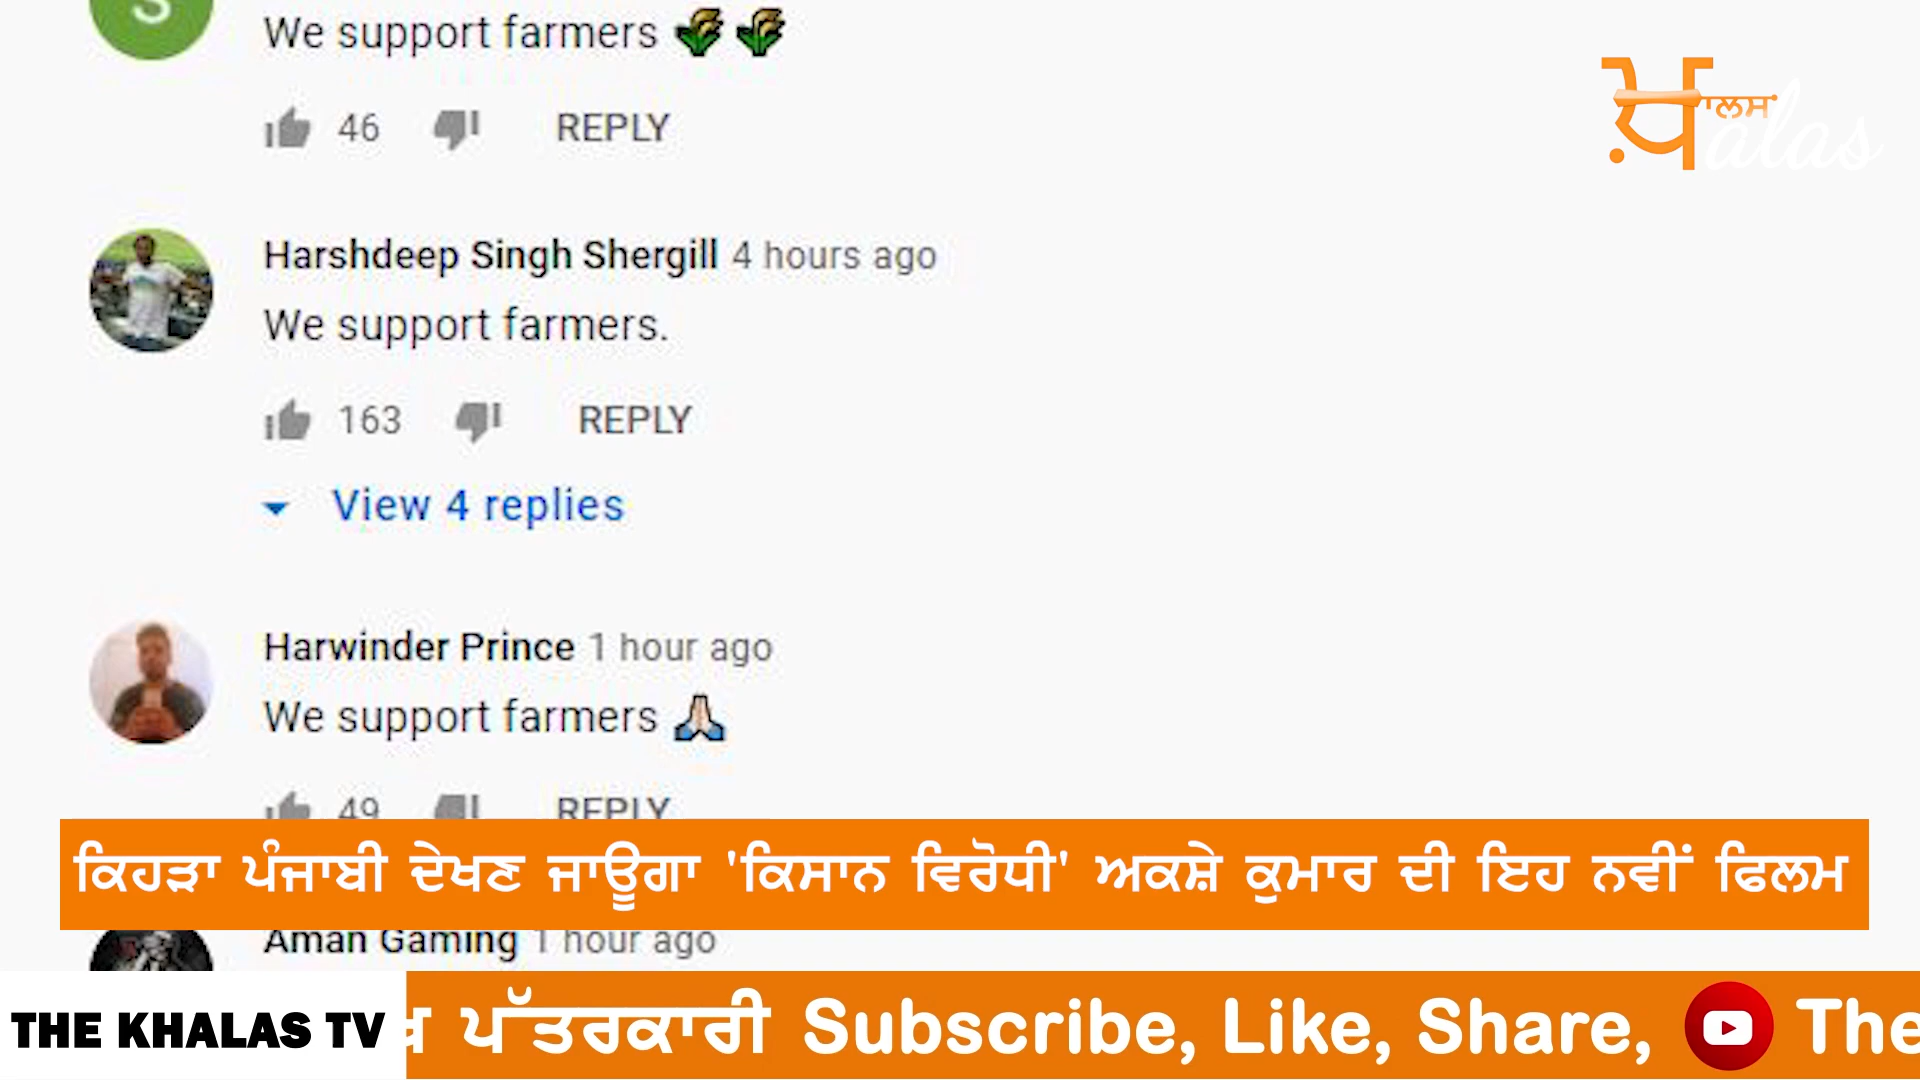 S
We support farmers 🌾 🌾
46 REPLY
ਖ਼ਾਲਸ alas
Harshdeep Singh Shergill 4 hours ago
We support farmers.
163 REPLY
View 4 replies
Harwinder Prince 1 hour ago
We support farmers 🙏🏻
49 REPLY
ਕਿਹੜਾ ਪੰਜਾਬੀ ਦੇਖਣ ਜਾਊਗਾ 'ਕਿਸਾਨ ਵਿਰੋਧੀ' ਅਕਸ਼ੇ ਕੁਮਾਰ ਦੀ ਇਹ ਨਵੀਂ ਫਿਲਮ
Aman Gaming 1 hour ago
THE KHALAS TV ਪੱਤਰਕਾਰੀ Subscribe, Like, Share, The